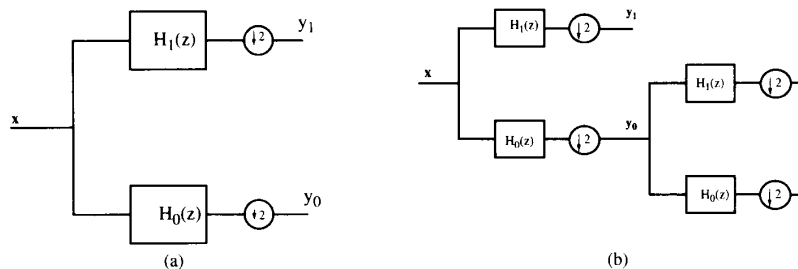 H₁(z)
↓2
y₁
x
H₀(z)
↓2
y₀
(a)
y₁
H₁(z)
↓2
x
H₁(z)
↓2
y₀
H₀(z)
↓2
H₀(z)
↓2
(b)